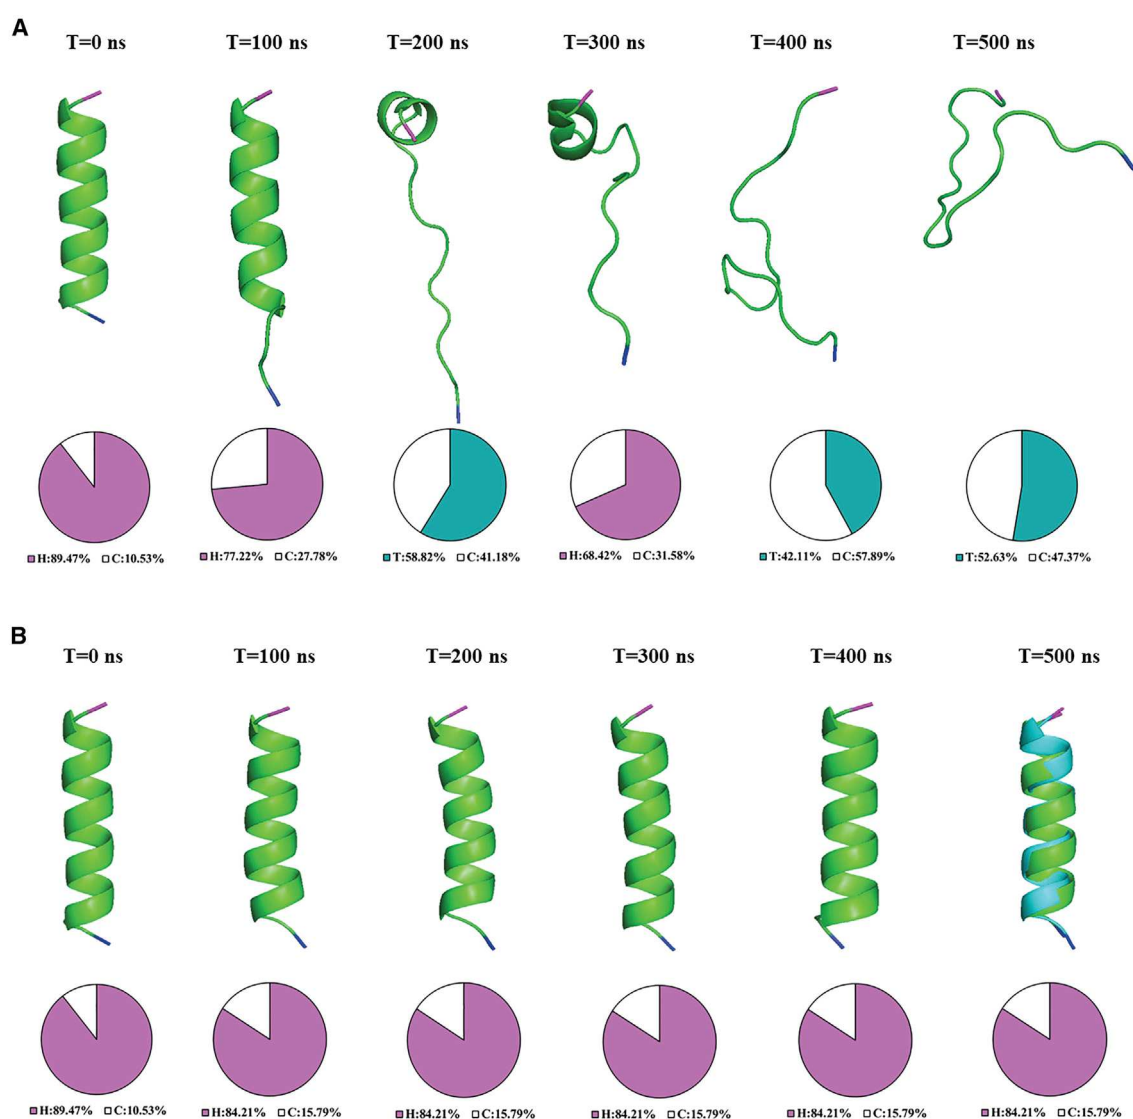 A
T=0 ns T=100 ns T=200 ns T=300 ns T=400 ns T=500 ns
H:89.47% C:10.53% H:77.22% C:27.78% T:58.82% C:41.18% H:68.42% C:31.58% T:42.11% C:57.89% T:52.63% C:47.37%
B
T=0 ns T=100 ns T=200 ns T=300 ns T=400 ns T=500 ns
H:89.47% C:10.53% H:84.21% C:15.79% H:84.21% C:15.79% H:84.21% C:15.79% H:84.21% C:15.79% H:84.21% C:15.79%